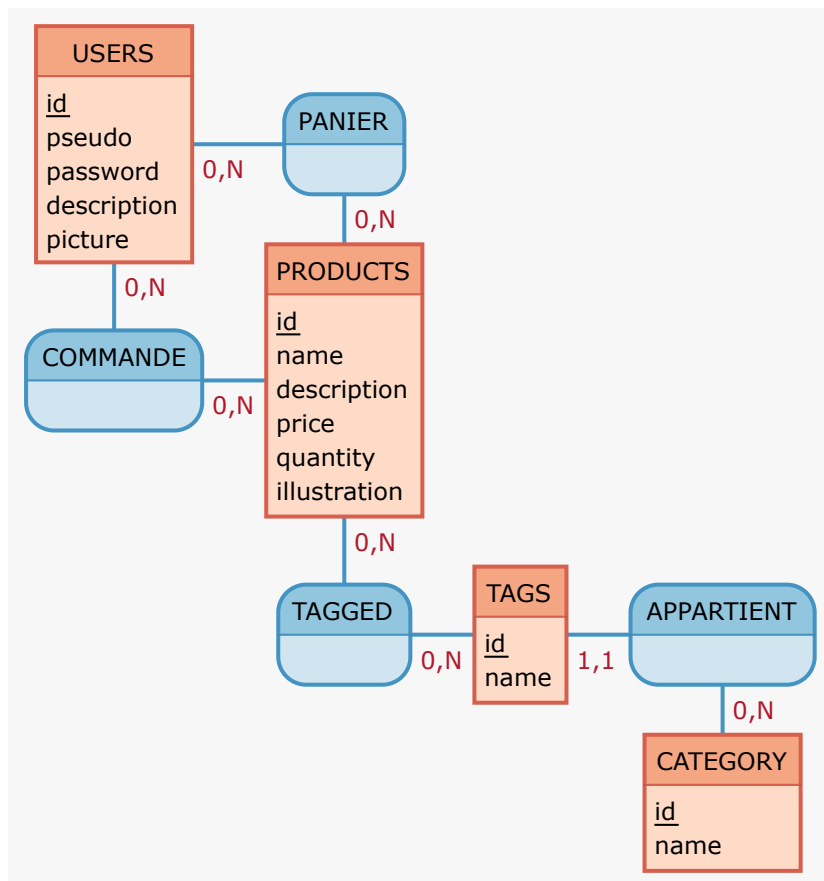 USERS
id
pseudo
password
description
picture
PANIER
0,N
0,N
0,N
PRODUCTS
id
name
description
price
quantity
illustration
COMMANDE
0,N
0,N
TAGGED
0,N
TAGS
id
name
1,1
APPARTIENT
0,N
CATEGORY
id
name